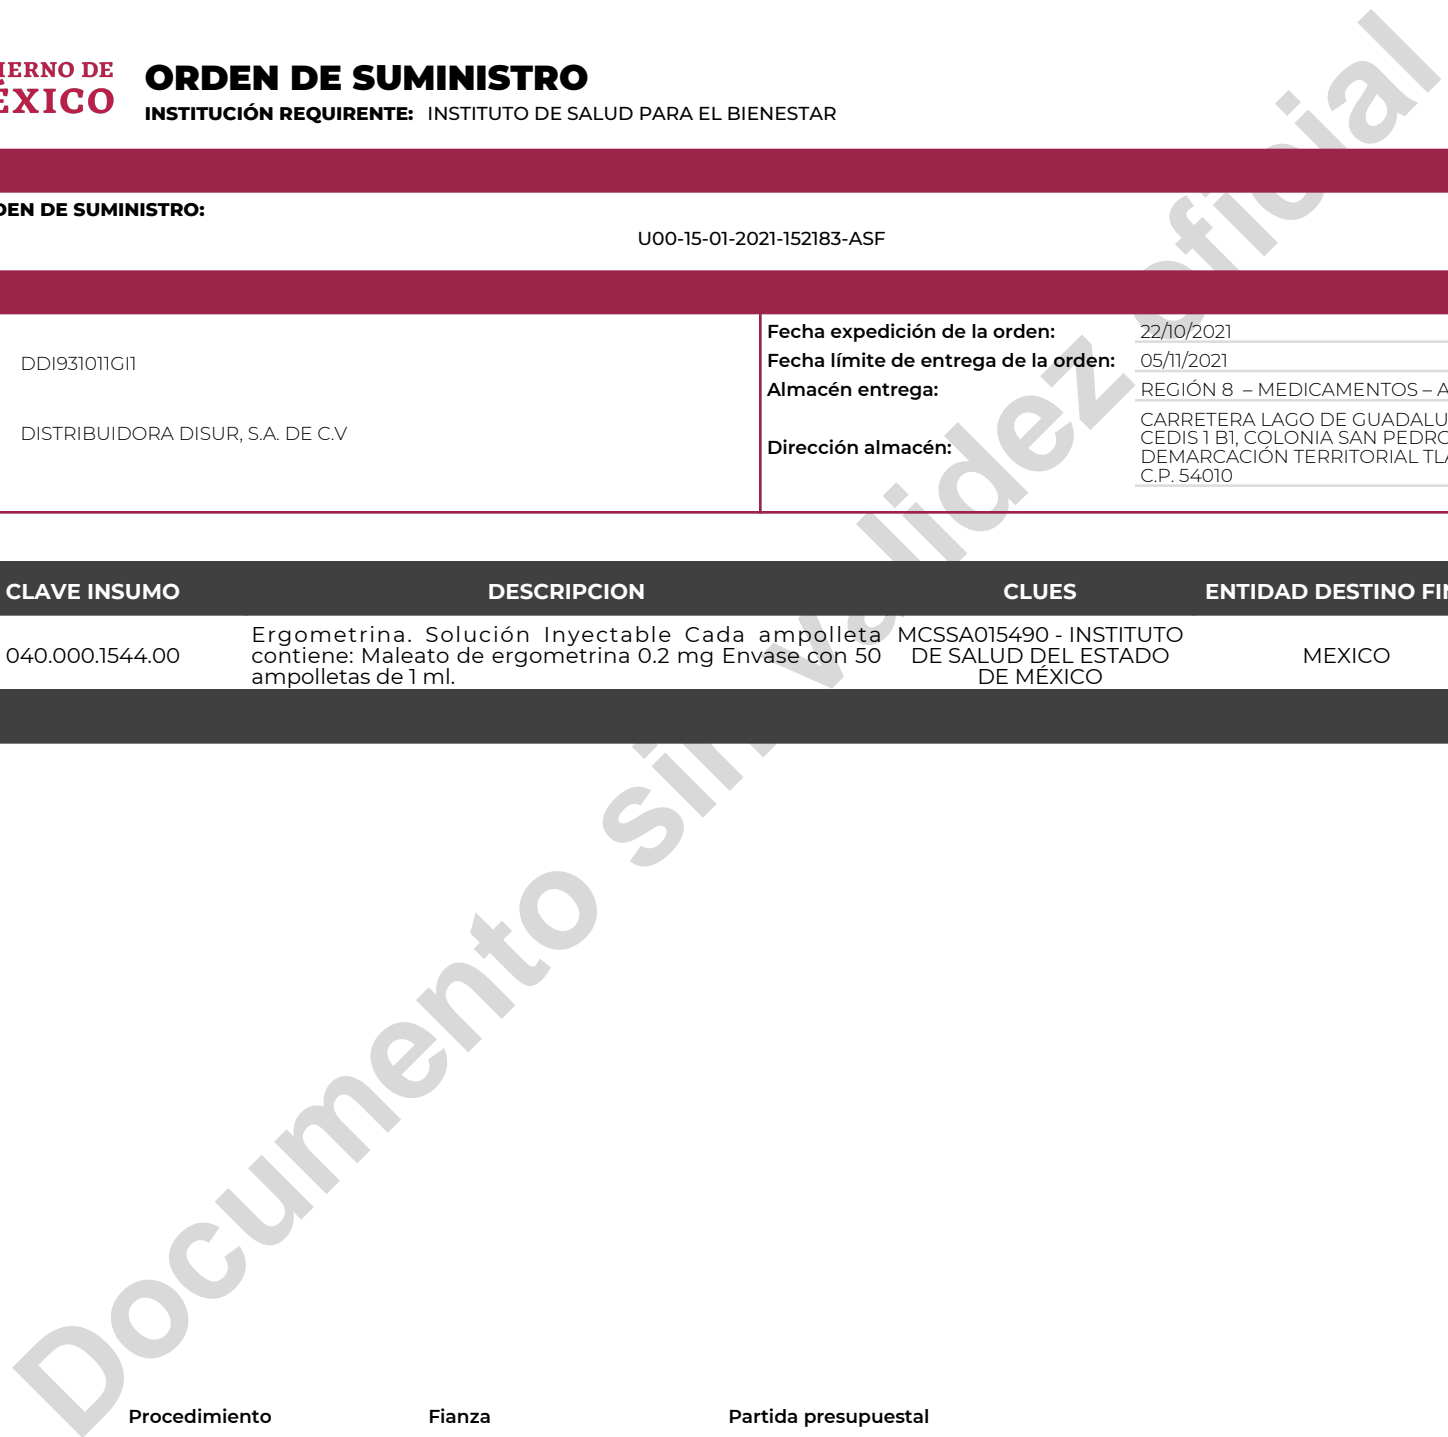 IERNO DE
ÉXICO
ORDEN DE SUMINISTRO
INSTITUCIÓN REQUIRENTE: INSTITUTO DE SALUD PARA EL BIENESTAR
DEN DE SUMINISTRO:
U00-15-01-2021-152183-ASF
DDI931011GI1
DISTRIBUIDORA DISUR, S.A. DE C.V
Fecha expedición de la orden: 22/10/2021
Fecha límite de entrega de la orden: 05/11/2021
Almacén entrega: REGIÓN 8 – MEDICAMENTOS – A
Dirección almacén:
CARRETERA LAGO DE GUADALU
CEDIS 1 B1, COLONIA SAN PEDRO
DEMARCACIÓN TERRITORIAL TLA
C.P. 54010
CLAVE INSUMO DESCRIPCION CLUES ENTIDAD DESTINO FIN
040.000.1544.00
Ergometrina. Solución Inyectable Cada ampolleta
contiene: Maleato de ergometrina 0.2 mg Envase con 50
ampolletas de 1 ml.
MCSSA015490 - INSTITUTO
DE SALUD DEL ESTADO
DE MÉXICO
MEXICO
Documento sin validez oficial
Procedimiento Fianza Partida presupuestal